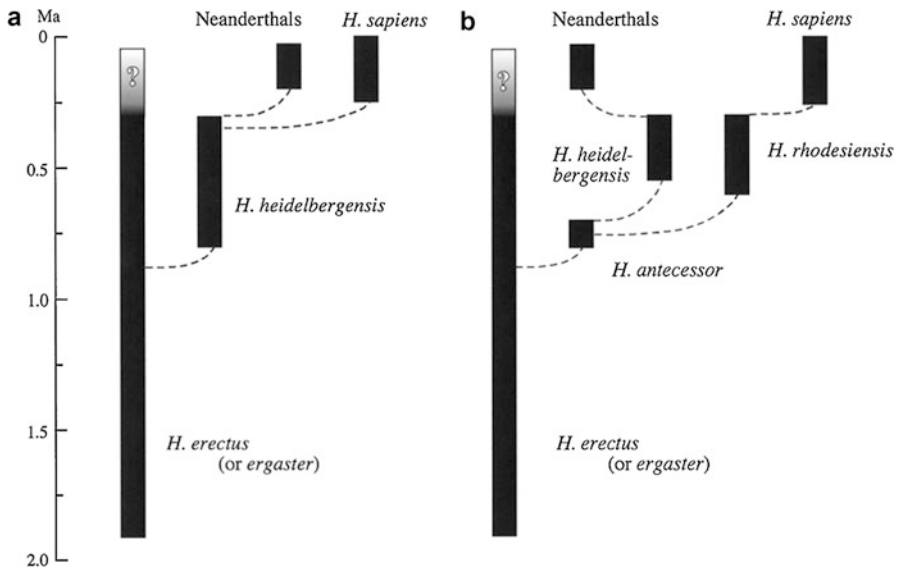 a
Ma
Neanderthals
H. sapiens
0
?
0.5
H. heidelbergensis
1.0
1.5
H. erectus
(or ergaster)
2.0
b
Neanderthals
H. sapiens
?
H. heidel-
bergensis
H. rhodesiensis
H. antecessor
H. erectus
(or ergaster)